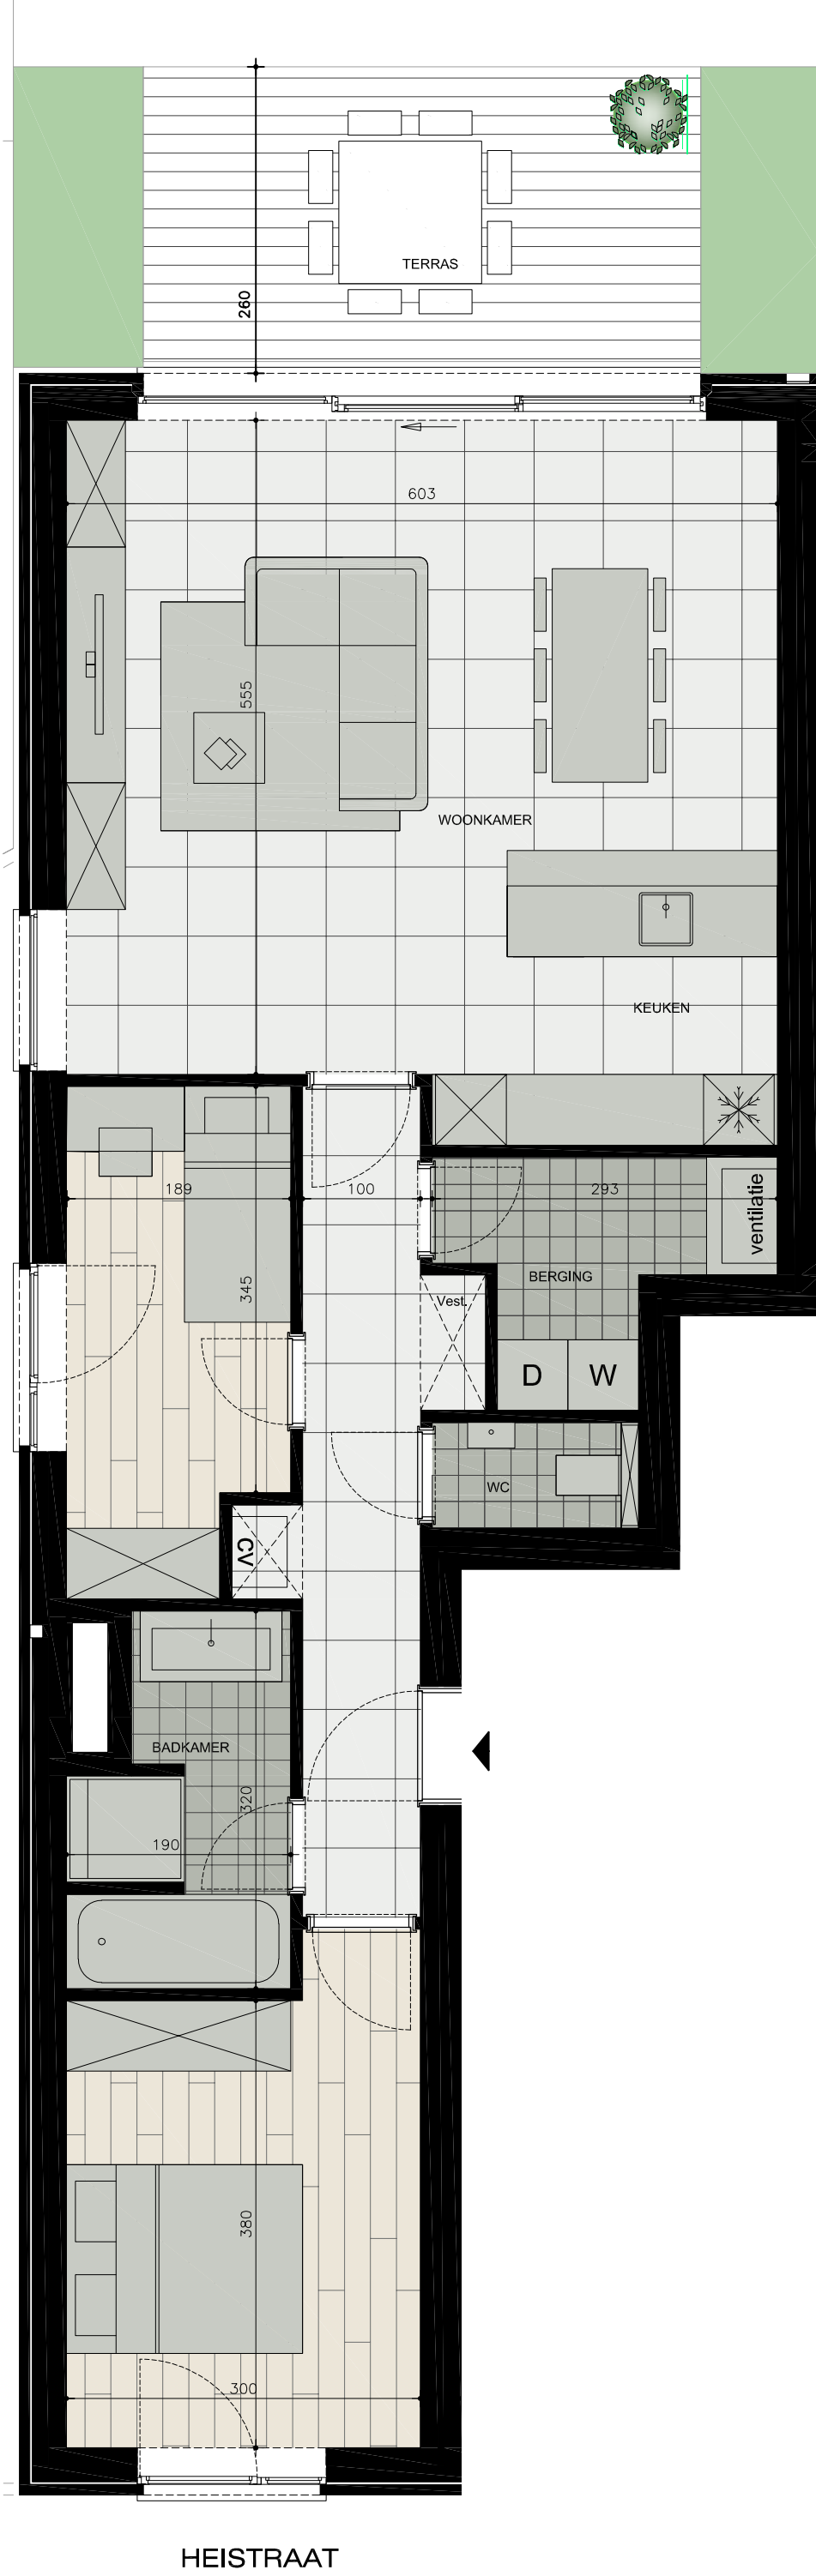 TERRAS
260
603
555
WOONKAMER
KEUKEN
189
100
293
ventilatie
345
BERGING
Vest.
D
W
WC
CV
BADKAMER
320
190
380
300
HEISTRAAT